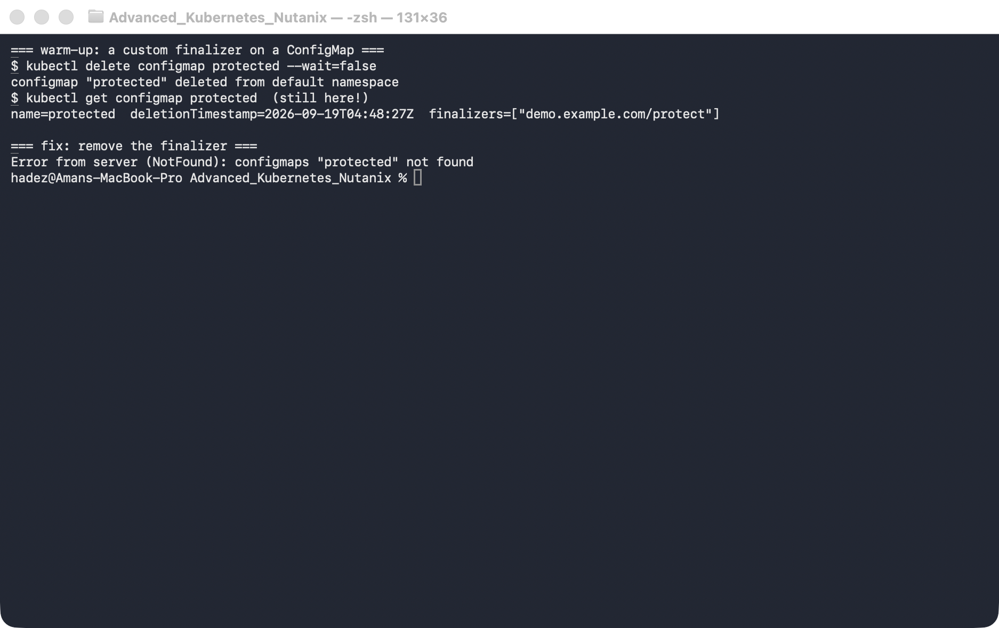 Advanced_Kubernetes_Nutanix — -zsh — 131×36
=== warm-up: a custom finalizer on a ConfigMap ===
$ kubectl delete configmap protected --wait=false
configmap "protected" deleted from default namespace
$ kubectl get configmap protected  (still here!)
name=protected  deletionTimestamp=2026-09-19T04:48:27Z  finalizers=["demo.example.com/protect"]
=== fix: remove the finalizer ===
Error from server (NotFound): configmaps "protected" not found
hadez@Amans-MacBook-Pro Advanced_Kubernetes_Nutanix %